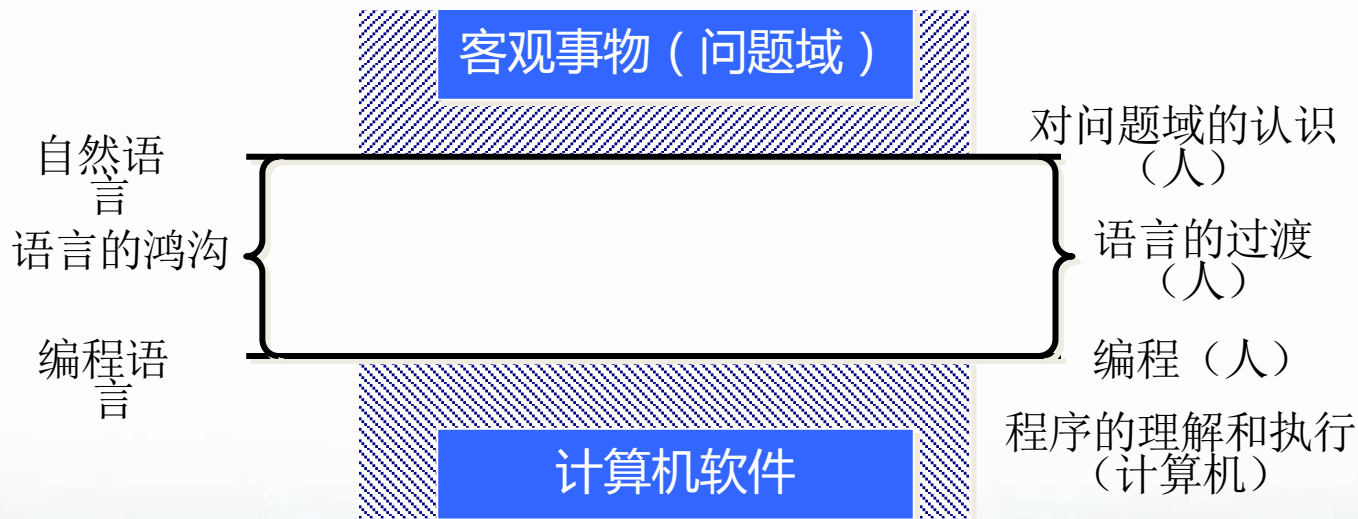 客观事物（问题域）
对问题域的认识
（人）
自然语
言
语言的鸿沟
语言的过渡
（人）
编程语
言
编程（人）
程序的理解和执行
（计算机）
计算机软件